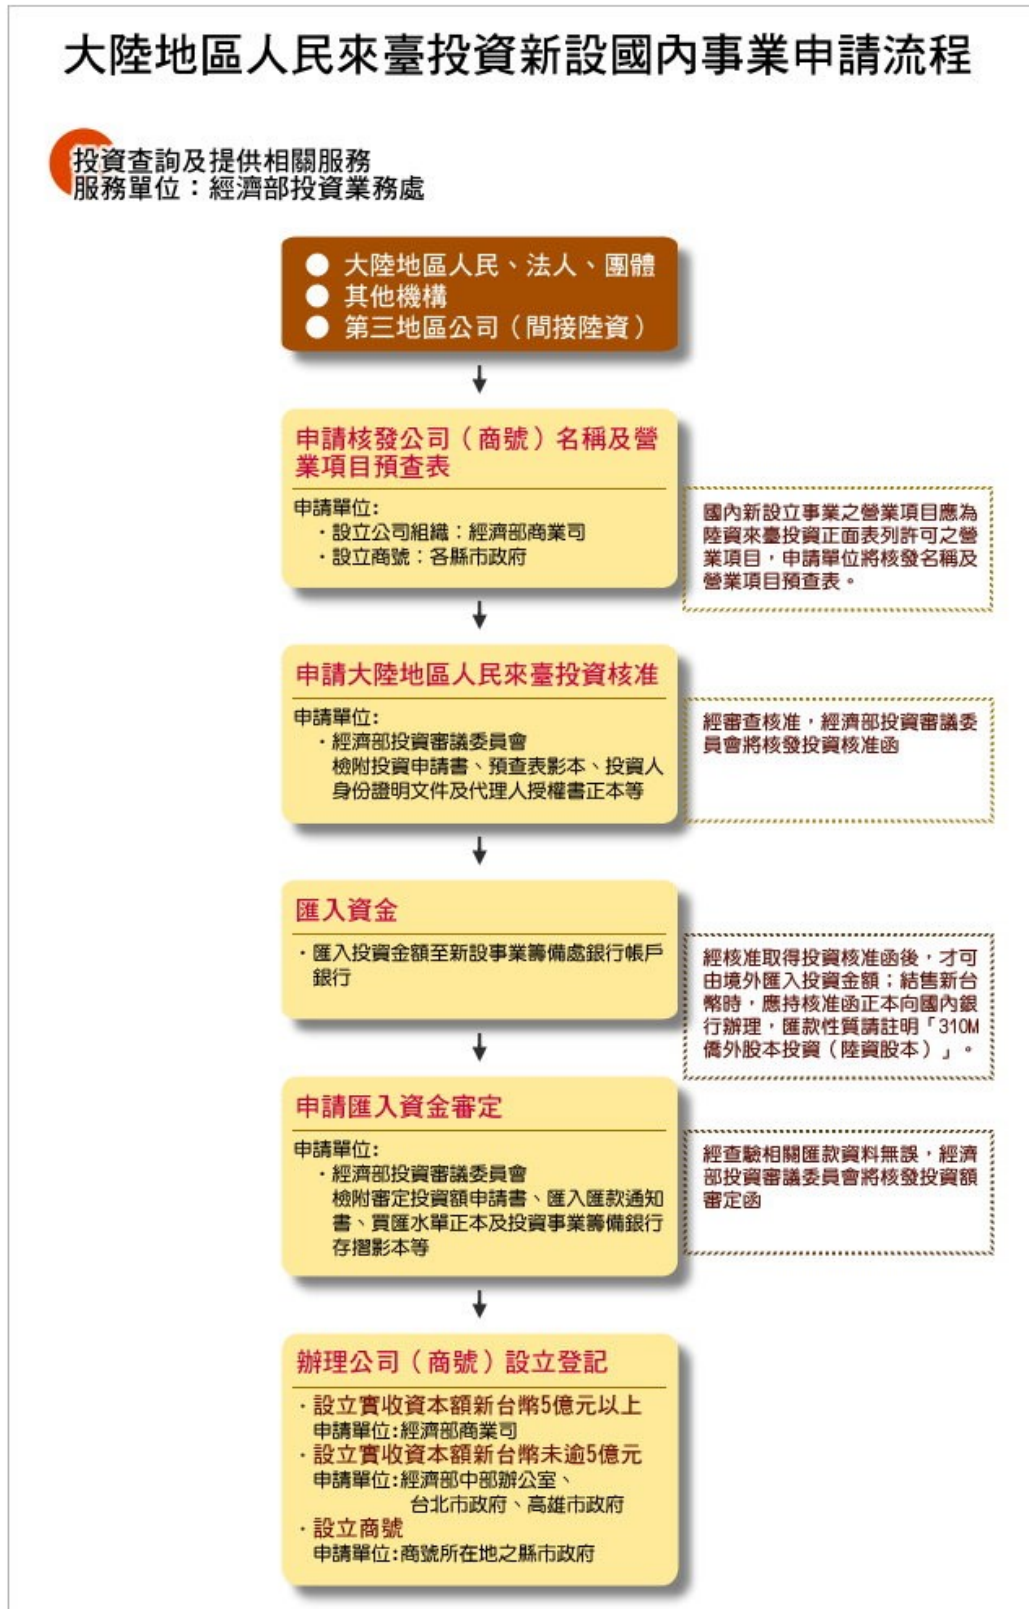 大陸地區人民來臺投資新設國內事業申請流程
投資查詢及提供相關服務
服務單位：經濟部投資業務處
● 大陸地區人民、法人、團體
● 其他機構
● 第三地區公司（間接陸資）
申請核發公司（商號）名稱及營
業項目預查表
申請單位:
・設立公司組織：經濟部商業司
・設立商號：各縣市政府
國內新設立事業之營業項目應為
陸資來臺投資正面表列許可之營
業項目，申請單位將核發名稱及
營業項目預查表。
申請大陸地區人民來臺投資核准
申請單位:
・經濟部投資審議委員會
檢附投資申請書、預查表影本、投資人
身份證明文件及代理人授權書正本等
經審查核准，經濟部投資審議委
員會將核發投資核准函
匯入資金
・匯入投資金額至新設事業籌備處銀行帳戶
銀行
經核准取得投資核准函後，才可
由境外匯入投資金額；結售新台
幣時，應持核准函正本向國內銀
行辦理，匯款性質請註明「310M
僑外股本投資（陸資股本）」。
申請匯入資金審定
申請單位:
・經濟部投資審議委員會
檢附審定投資額申請書、匯入匯款通知
書、買匯水單正本及投資事業籌備銀行
存摺影本等
經查驗相關匯款資料無誤，經濟
部投資審議委員會將核發投資額
審定函
辦理公司（商號）設立登記
・設立實收資本額新台幣5億元以上
申請單位:經濟部商業司
・設立實收資本額新台幣未逾5億元
申請單位:經濟部中部辦公室、
台北市政府、高雄市政府
・設立商號
申請單位:商號所在地之縣市政府